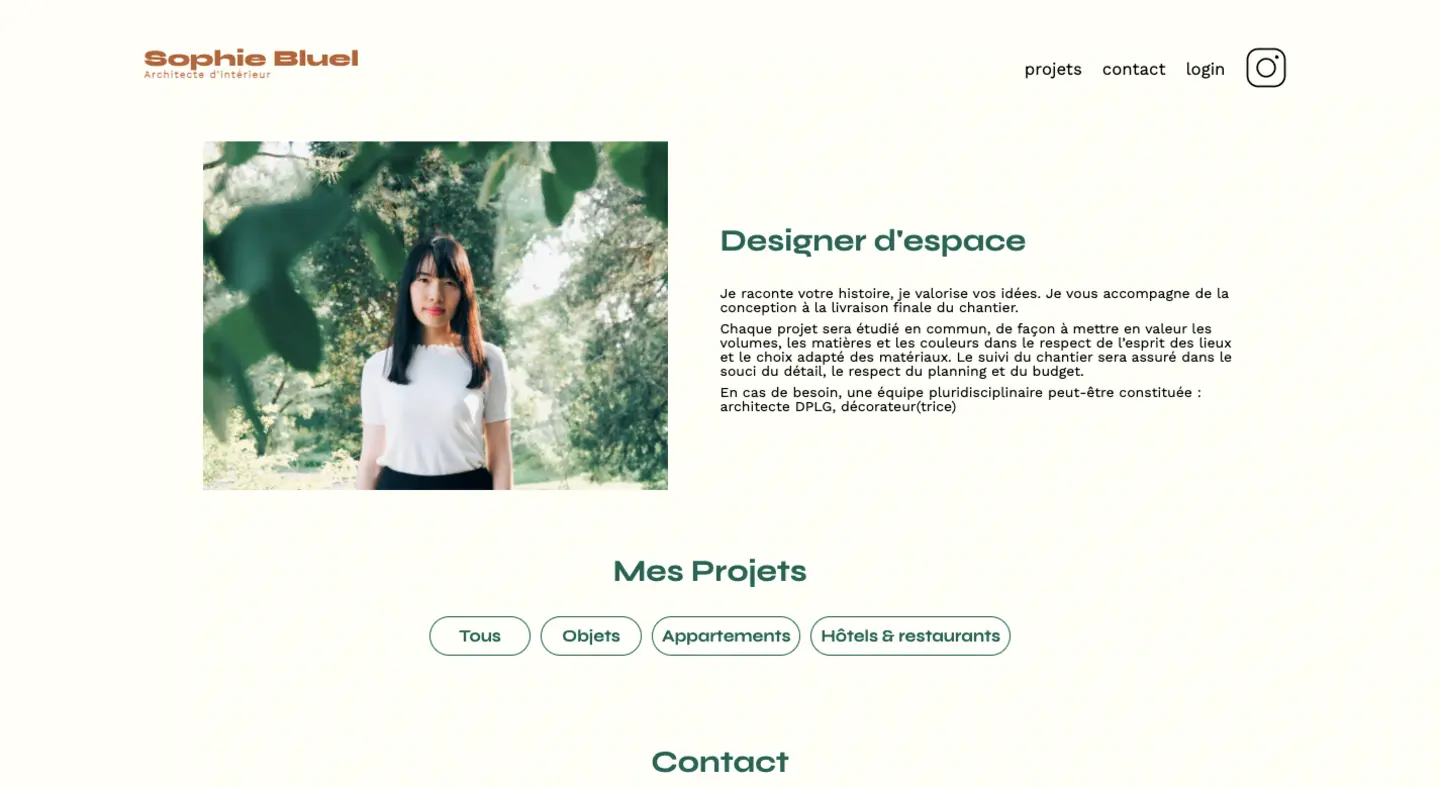 Sophie Bluel
Architecte d'intérieur
projets
contact
login
Designer d'espace
Je raconte votre histoire, je valorise vos idées. Je vous accompagne de la
conception à la livraison finale du chantier.
Chaque projet sera étudié en commun, de façon à mettre en valeur les
volumes, les matières et les couleurs dans le respect de l’esprit des lieux
et le choix adapté des matériaux. Le suivi du chantier sera assuré dans le
souci du détail, le respect du planning et du budget.
En cas de besoin, une équipe pluridisciplinaire peut-être constituée :
architecte DPLG, décorateur(trice)
Mes Projets
Tous
Objets
Appartements
Hôtels & restaurants
Contact